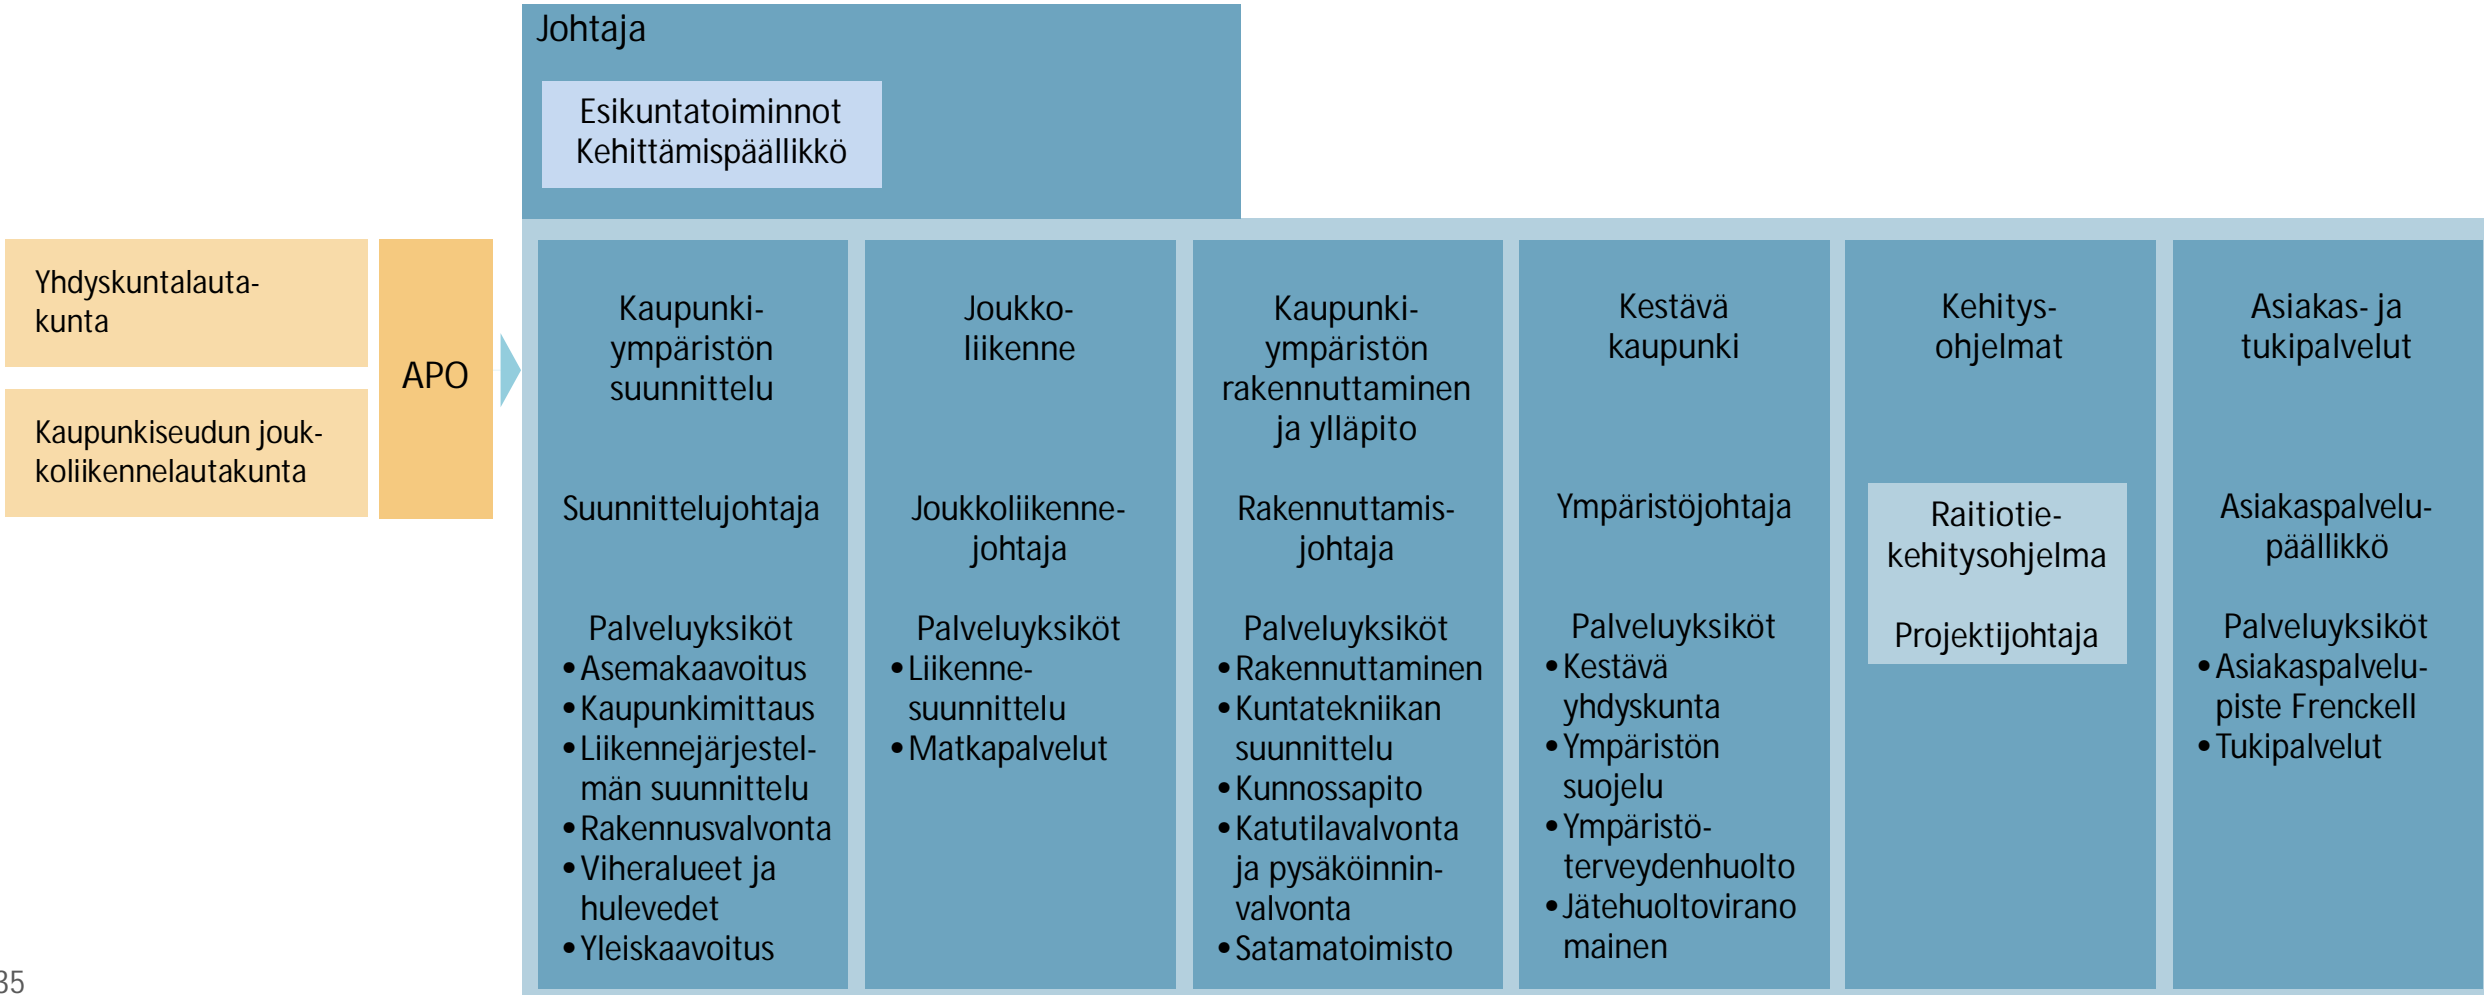 Johtaja
Esikuntatoiminnot
Kehittämispäällikkö
Yhdyskuntalauta-
kunta
Kaupunkiseudun jouk-
koliikennelautakunta
APO
Kaupunki-
ympäristön
suunnittelu
Suunnittelujohtaja
Palveluyksiköt
•Asemakaavoitus
•Kaupunkimittaus
•Liikennejärjestel-
män suunnittelu
•Rakennusvalvonta
•Viheralueet ja
hulevedet
•Yleiskaavoitus
Joukko-
liikenne
Joukkoliikenne-
johtaja
Palveluyksiköt
•Liikenne-
suunnittelu
•Matkapalvelut
Kaupunki-
ympäristön
rakennuttaminen
ja ylläpito
Rakennuttamis-
johtaja
Palveluyksiköt
•Rakennuttaminen
•Kuntatekniikan
suunnittelu
•Kunnossapito
•Katutilavalvonta
ja pysäköinnin-
valvonta
•Satamatoimisto
Kestävä
kaupunki
Ympäristöjohtaja
Palveluyksiköt
•Kestävä
yhdyskunta
•Ympäristön
suojelu
•Ympäristö-
terveydenhuolto
•Jätehuoltovirano
mainen
Kehitys-
ohjelmat
Raitiotie-
kehitysohjelma
Projektijohtaja
Asiakas- ja
tukipalvelut
Asiakaspalvelu-
päällikkö
Palveluyksiköt
•Asiakaspalvelu-
piste Frenckell
•Tukipalvelut
35